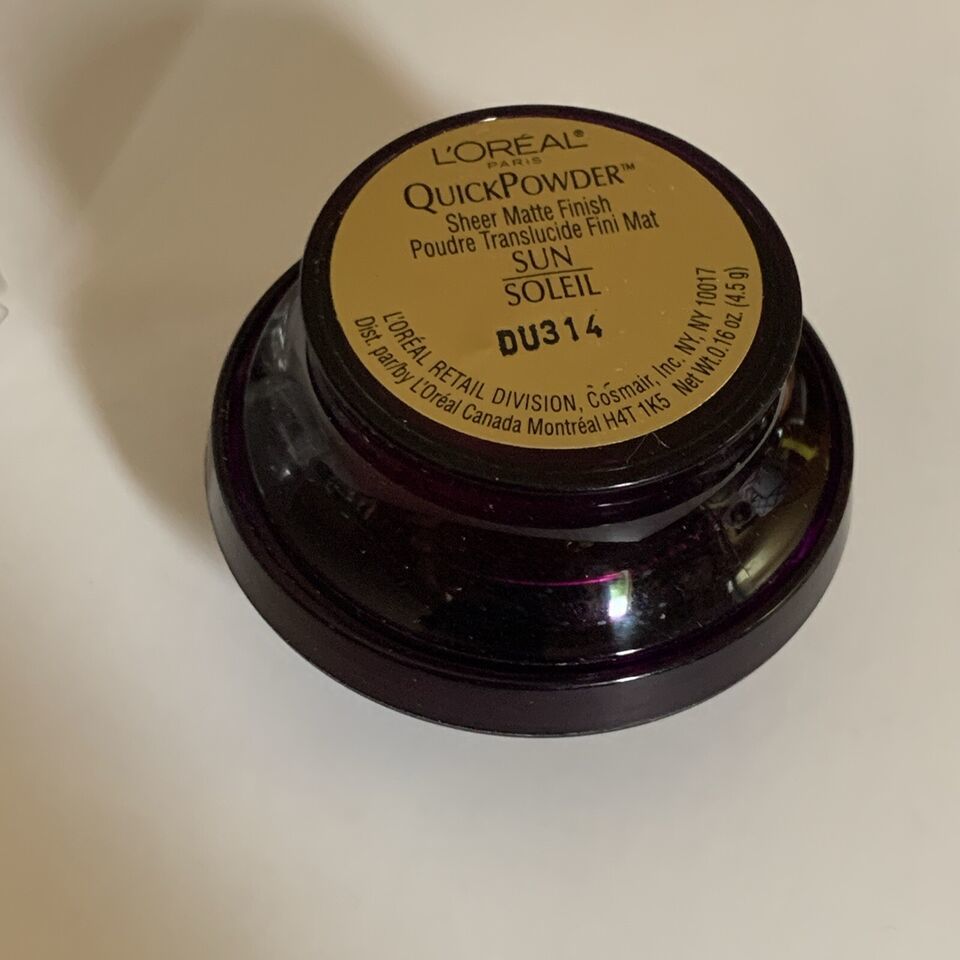 L'ORÉAL®
PARIS
QUICKPOWDER™
Sheer Matte Finish
Poudre Translucide Fini Mat
SUN
SOLEIL
DU314
L'ORÉAL RETAIL DIVISION, Cosmair, Inc. NY, NY 10017
Dist. par/by L'Oréal Canada Montréal H4T 1K5 Net Wt. 0.16 oz. (4.5 g)